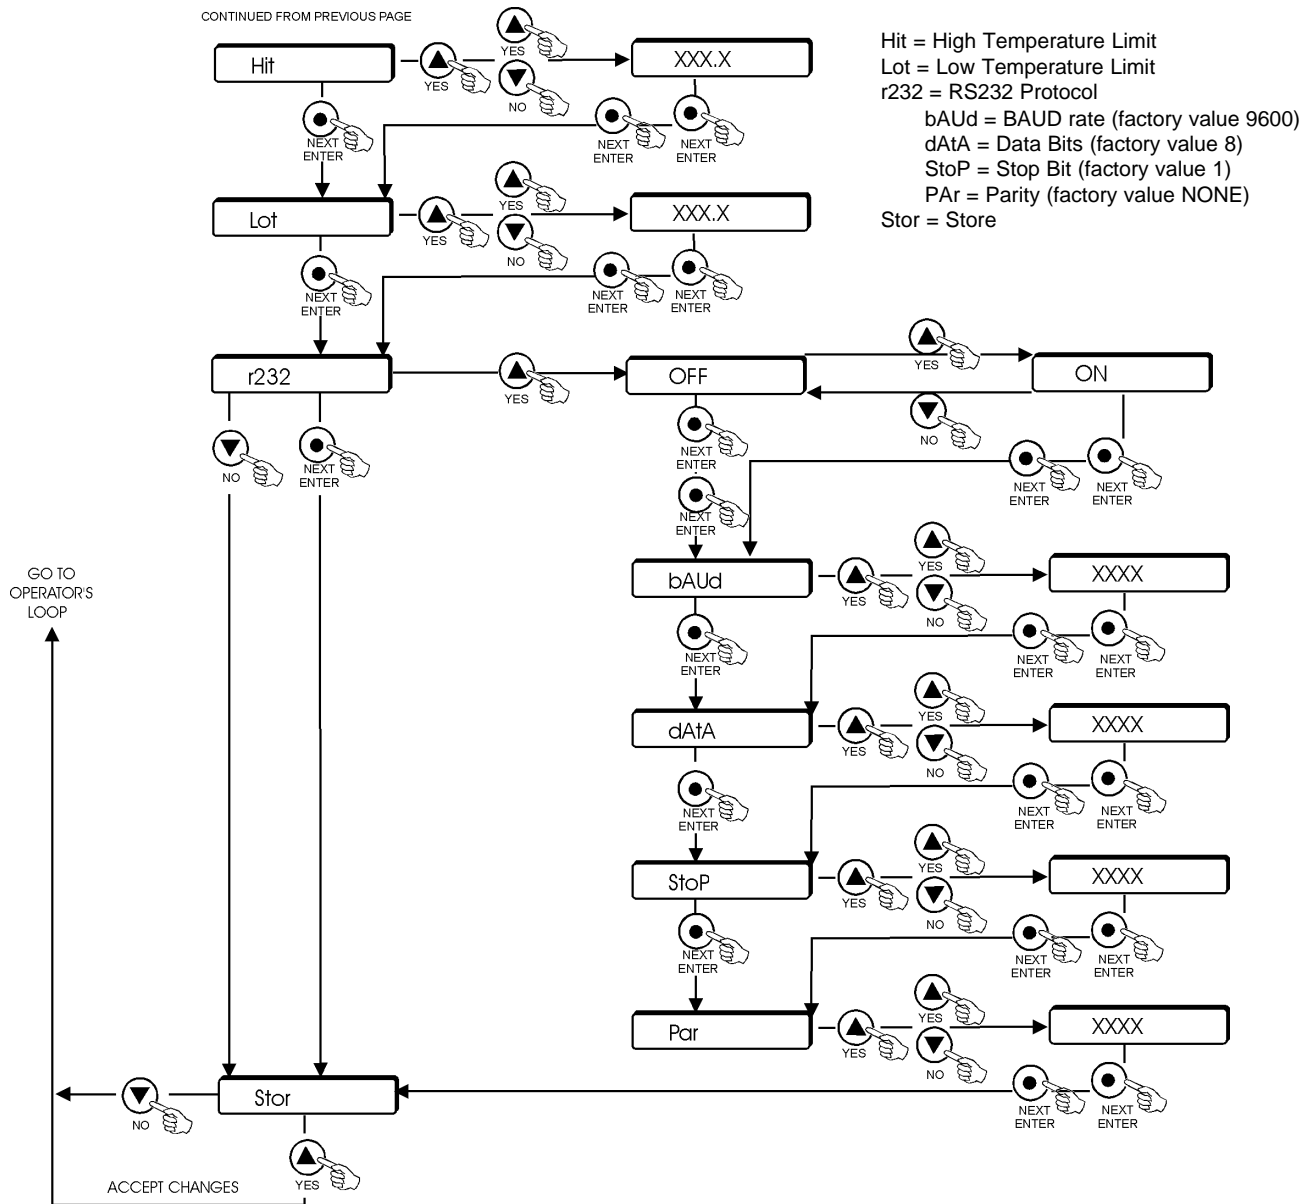 CONTINUED FROM PREVIOUS PAGE
Hit = High Temperature Limit
Lot = Low Temperature Limit
r232 = RS232 Protocol
bAUd = BAUD rate (factory value 9600)
dAtA = Data Bits (factory value 8)
StoP = Stop Bit (factory value 1)
PAr = Parity (factory value NONE)
Stor = Store
Hit
YES
YES
NO
XXX.X
NEXT
ENTER
NEXT
ENTER
NEXT
ENTER
Lot
YES
YES
NO
XXX.X
NEXT
ENTER
NEXT
ENTER
NEXT
ENTER
r232
YES
OFF
YES
NO
ON
NO
NEXT
ENTER
NEXT
ENTER
NEXT
ENTER
NEXT
ENTER
NEXT
ENTER
GO TO
OPERATOR'S
LOOP
bAUd
YES
YES
NO
XXXX
NEXT
ENTER
NEXT
ENTER
NEXT
ENTER
dAtA
YES
YES
NO
XXXX
NEXT
ENTER
NEXT
ENTER
NEXT
ENTER
StoP
YES
YES
NO
XXXX
NEXT
ENTER
NEXT
ENTER
NEXT
ENTER
Par
YES
YES
NO
XXXX
NEXT
ENTER
NEXT
ENTER
Stor
NO
YES
ACCEPT CHANGES